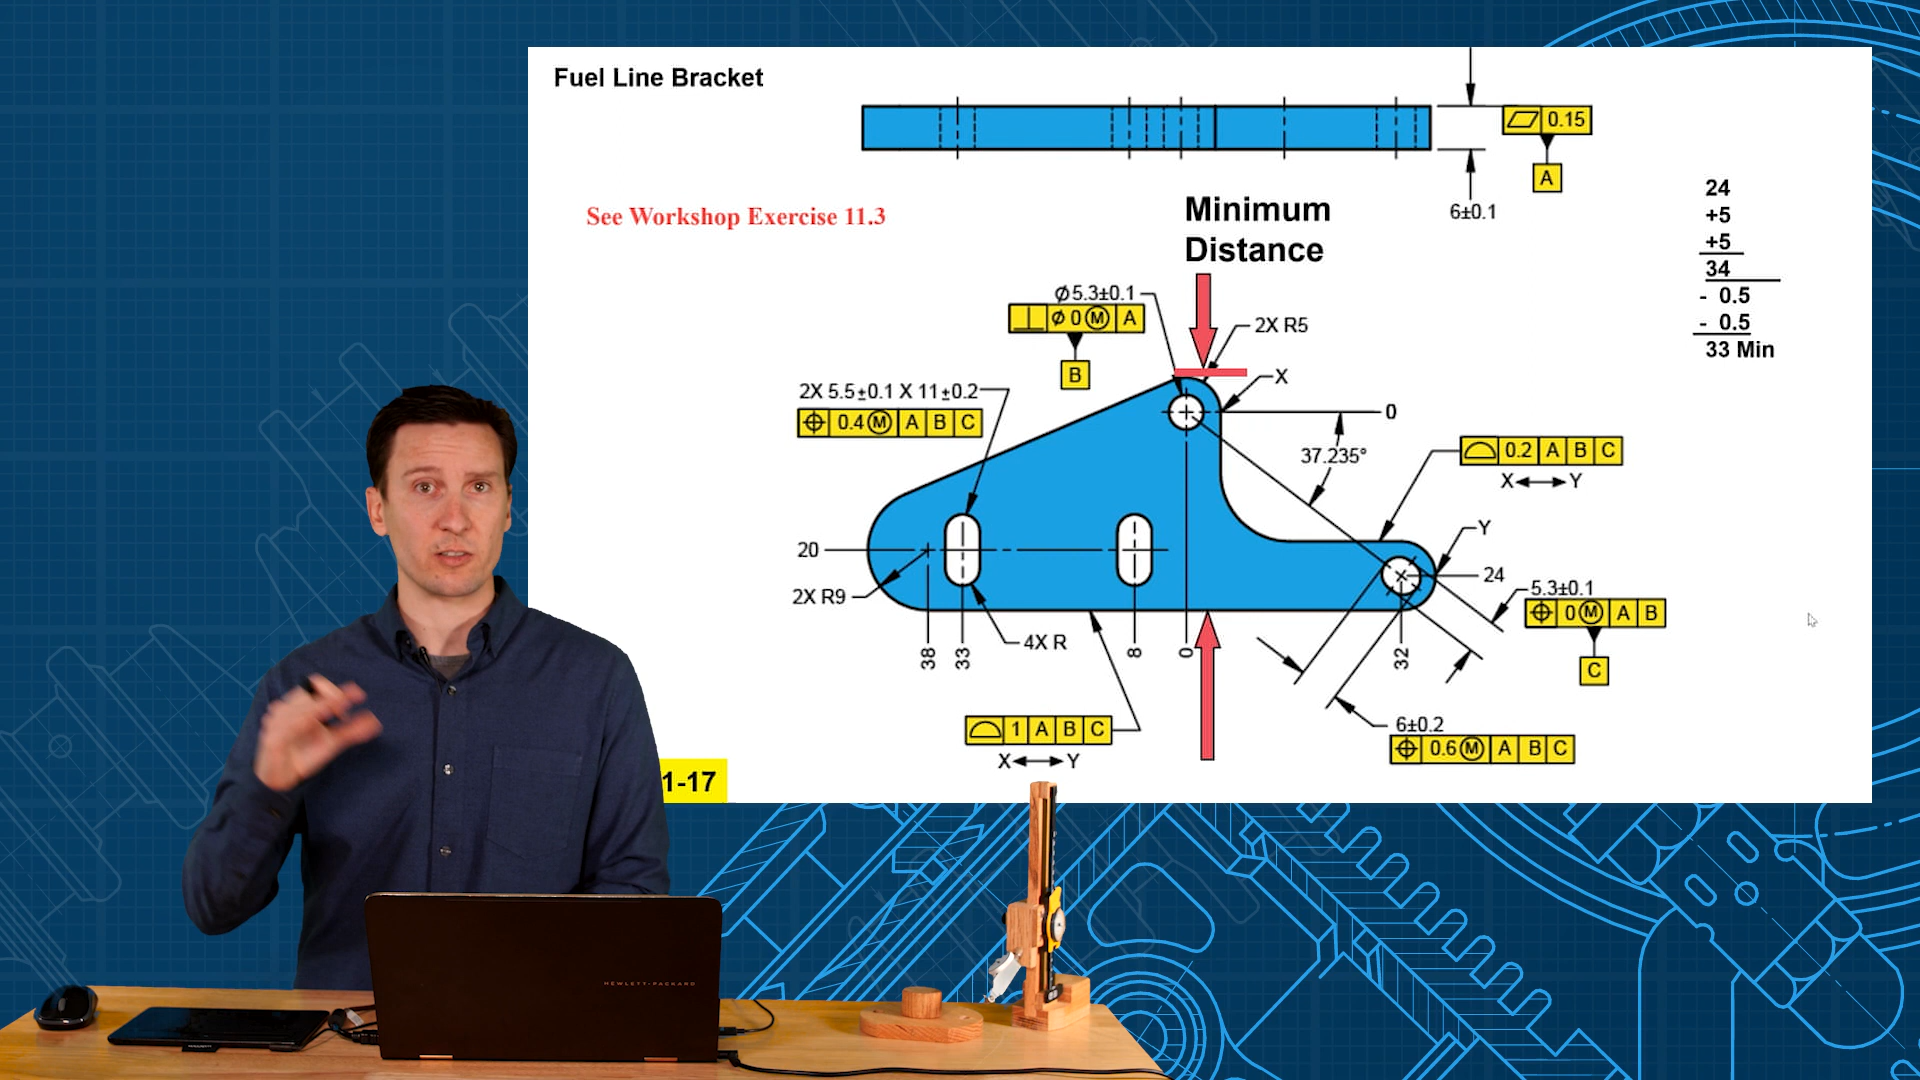 Fuel Line Bracket
0.15
A
6±0.1
See Workshop Exercise 11.3
Minimum
Distance
24
+5
+5
34
- 0.5
- 0.5
33 Min
Ø5.3±0.1
⊥ Ø 0 Ⓜ A
B
2X R5
X
0
2X 5.5±0.1 X 11±0.2
⌖ 0.4 Ⓜ A B C
37.235°
⌓ 0.2 A B C
X↔Y
Y
20
24
2X R9
5.3±0.1
⌖ 0 Ⓜ A B
C
4X R
38
33
8
0
32
⌓ 1 A B C
X↔Y
6±0.2
⌖ 0.6 Ⓜ A B C
1-17
HEWLETT-PACKARD